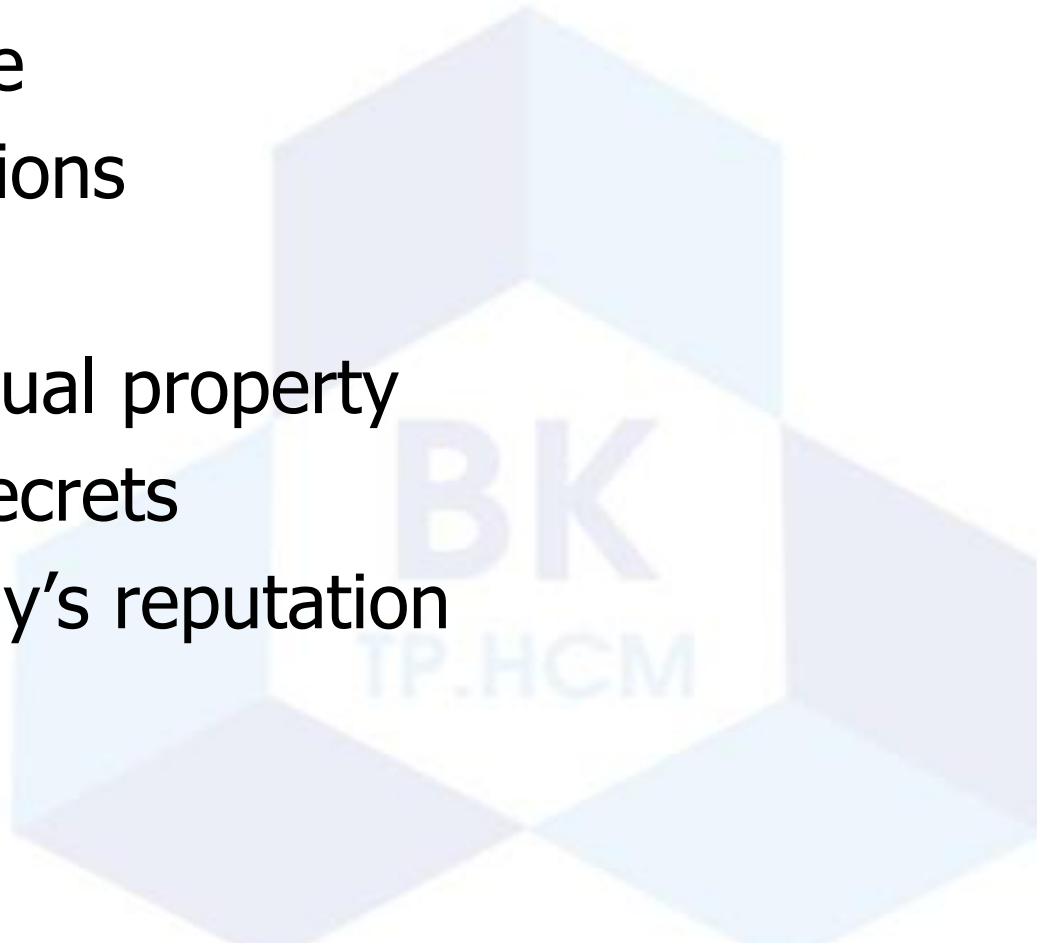 e
ions
ual property
ecrets
y’s reputation
BK
TP.HCM